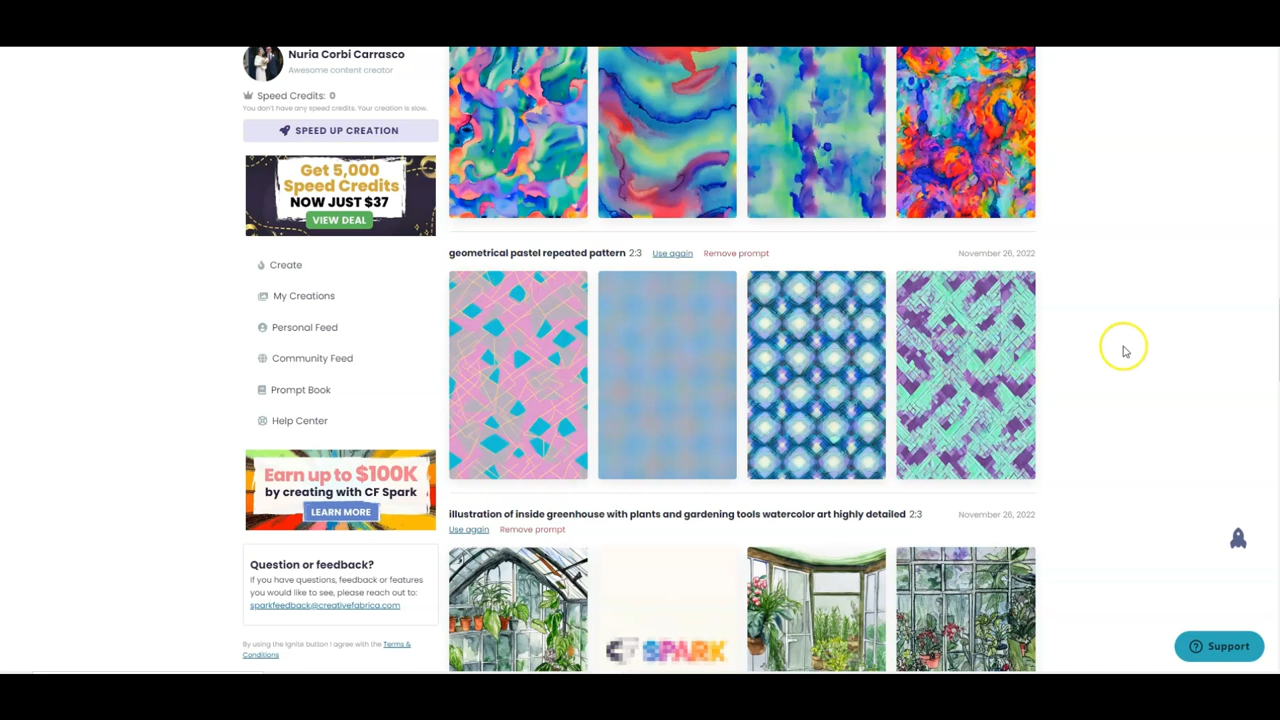 Nuria Corbi Carrasco
Awesome content creator
Speed Credits: 0
You don't have any speed credits. Your creation is slow.
SPEED UP CREATION
Get 5,000
Speed Credits
NOW JUST $37
VIEW DEAL
Create
My Creations
Personal Feed
Community Feed
Prompt Book
Help Center
Earn up to $100K
by creating with CF Spark
LEARN MORE
Question or feedback?
If you have questions, feedback or features
you would like to see, please reach out to:
sparkfeedback@creativefabrica.com
By using the Ignite button I agree with the Terms &
Conditions
geometrical pastel repeated pattern 2:3 Use again Remove prompt November 26, 2022
illustration of inside greenhouse with plants and gardening tools watercolor art highly detailed 2:3 November 26, 2022
Use again Remove prompt
CF SPARK
Support